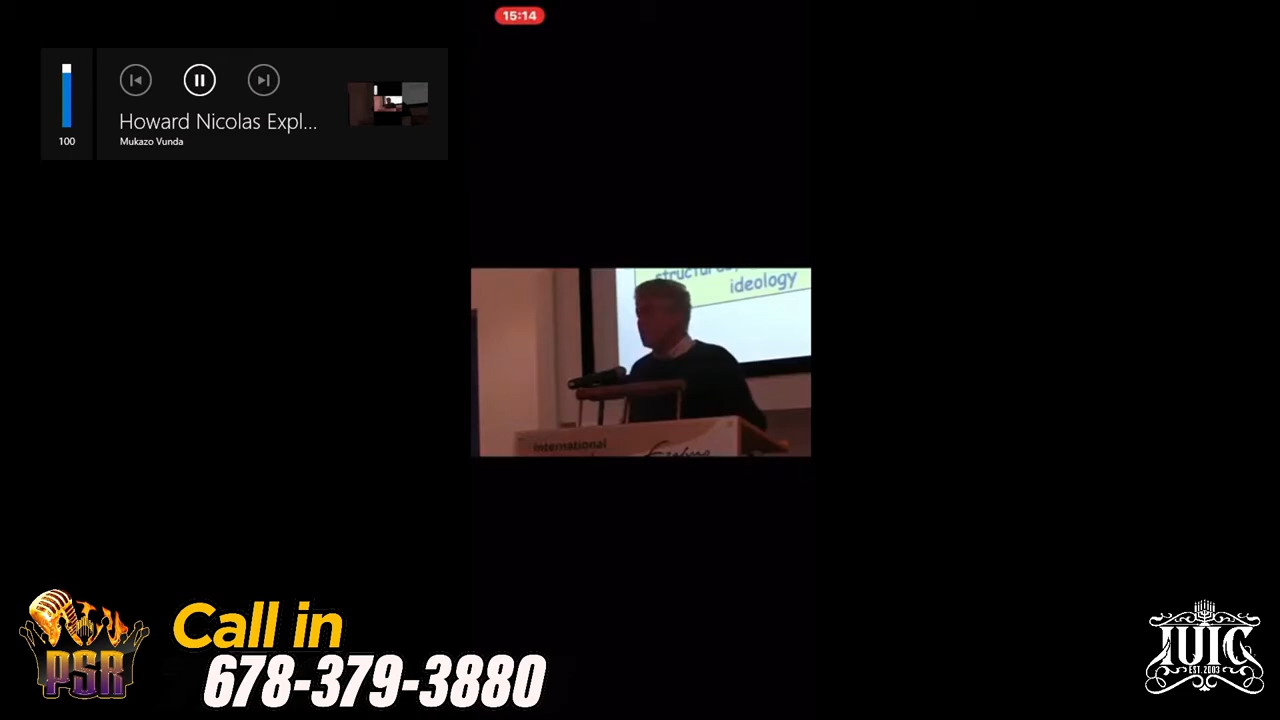 15:14
Howard Nicolas Expl...
Mukazo Vunda
100
ideology
international
Call in
678-379-3880
PSR
IUIC
EST. 2003